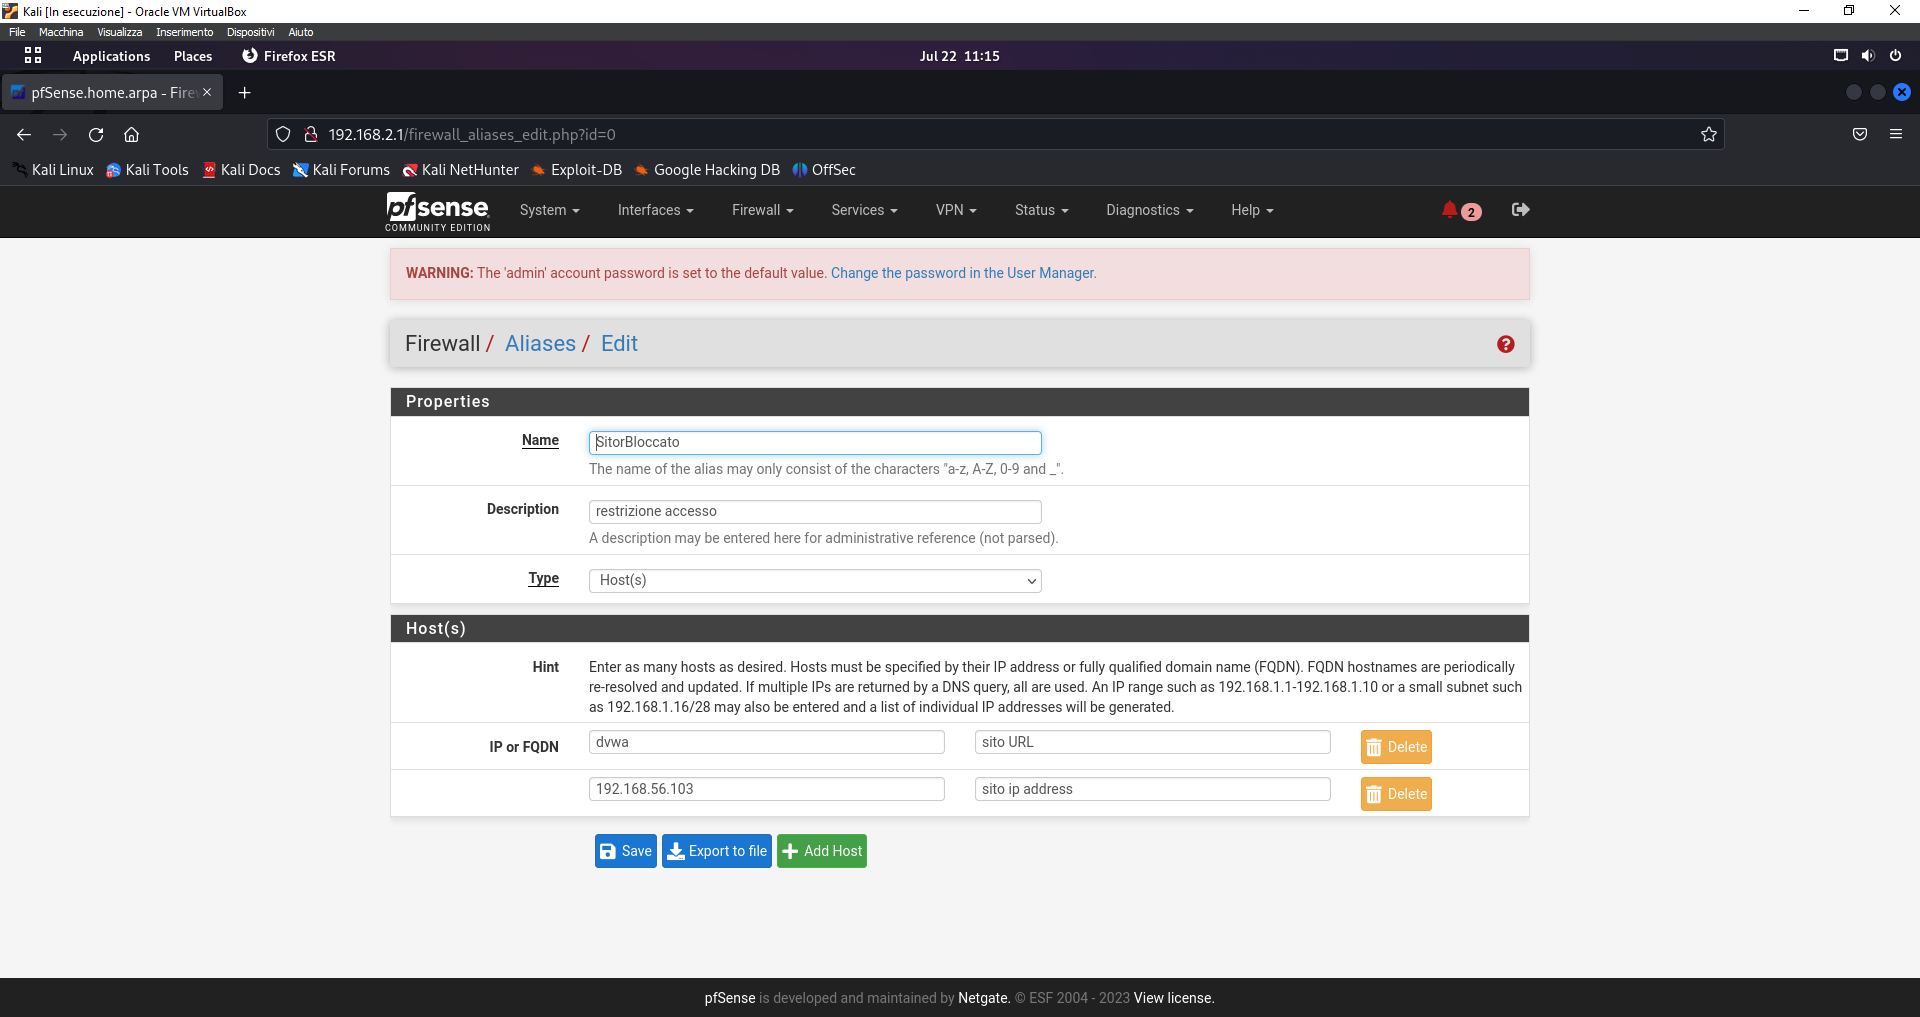 Kali [In esecuzione] - Oracle VM VirtualBox
File Macchina Visualizza Inserimento Dispositivi Aiuto
Applications Places Firefox ESR Jul 22 11:15
pfSense.home.arpa - Fire
192.168.2.1/firewall_aliases_edit.php?id=0
Kali Linux Kali Tools Kali Docs Kali Forums Kali NetHunter Exploit-DB Google Hacking DB OffSec
pfsense
COMMUNITY EDITION
System Interfaces Firewall Services VPN Status Diagnostics Help 2
WARNING: The 'admin' account password is set to the default value. Change the password in the User Manager.
Firewall / Aliases / Edit
Properties
Name SitorBloccato
The name of the alias may only consist of the characters "a-z, A-Z, 0-9 and _".
Description restrizione accesso
A description may be entered here for administrative reference (not parsed).
Type Host(s)
Host(s)
Hint Enter as many hosts as desired. Hosts must be specified by their IP address or fully qualified domain name (FQDN). FQDN hostnames are periodically
re-resolved and updated. If multiple IPs are returned by a DNS query, all are used. An IP range such as 192.168.1.1-192.168.1.10 or a small subnet such
as 192.168.1.16/28 may also be entered and a list of individual IP addresses will be generated.
IP or FQDN dvwa sito URL Delete
192.168.56.103 sito ip address Delete
Save Export to file Add Host
pfSense is developed and maintained by Netgate. © ESF 2004 - 2023 View license.